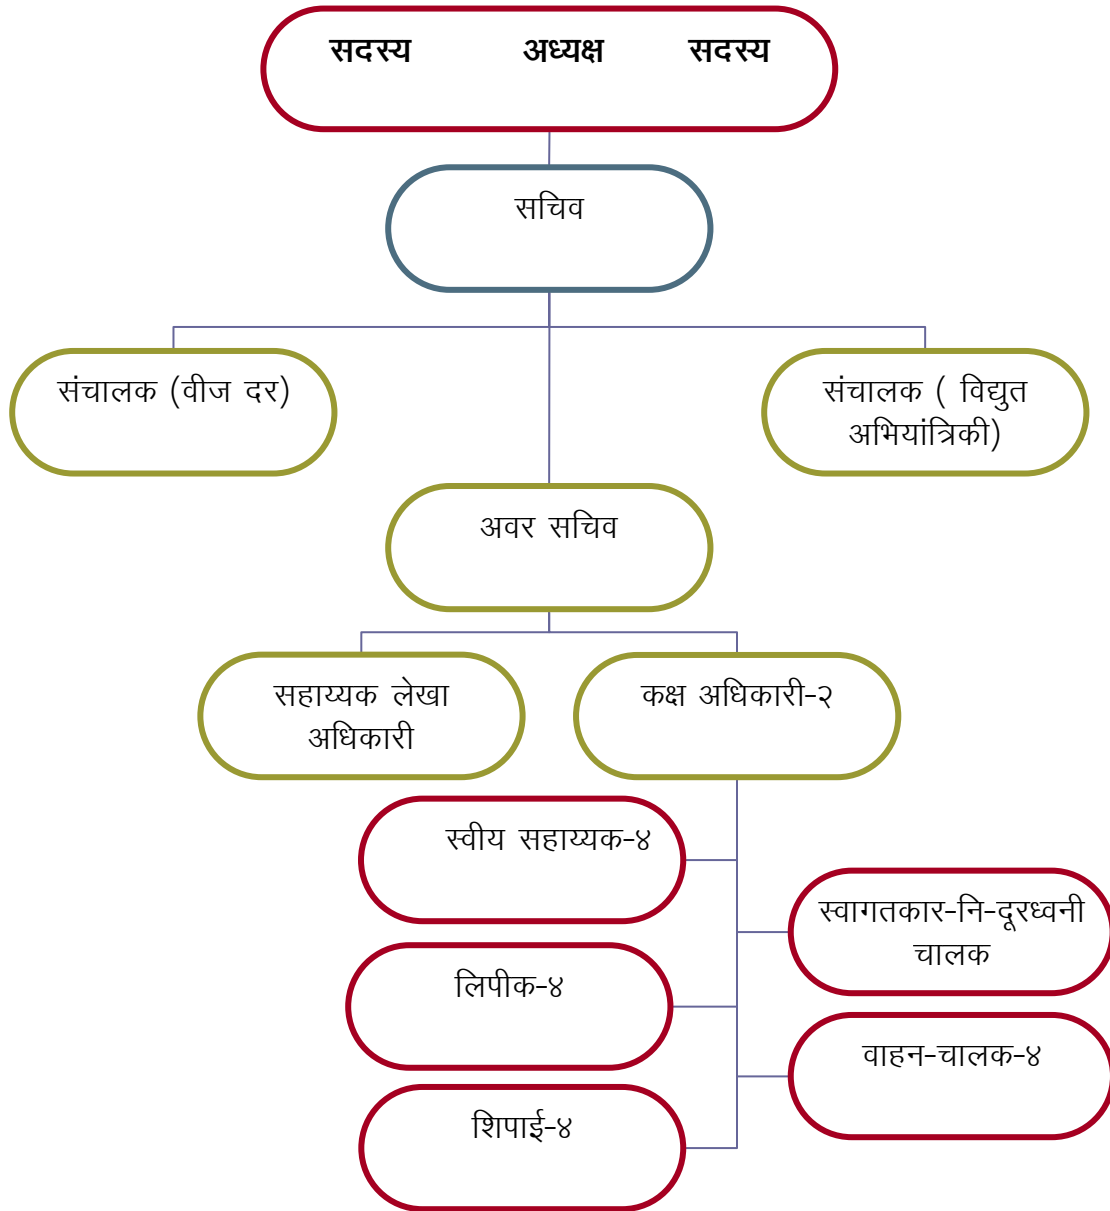 सदस्य अध्यक्ष सदस्य
सचिव
संचालक (वीज दर)
संचालक ( विद्युत
अभियांत्रिकी)
अवर सचिव
सहाय्यक लेखा
अधिकारी
कक्ष अधिकारी-२
स्वीय सहाय्यक-४
स्वागतकार-नि-दूरध्वनी
चालक
लिपीक-४
वाहन-चालक-४
शिपाई-४